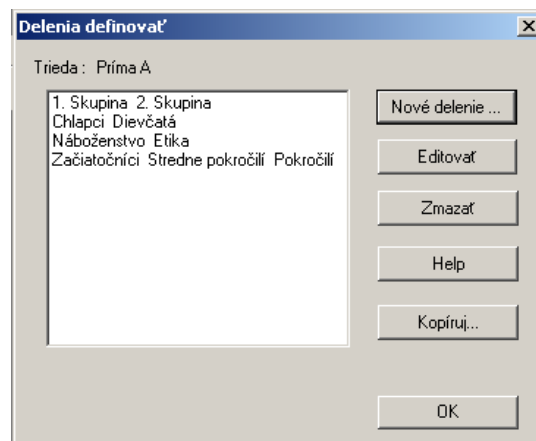 Delenia definovať
Trieda : Príma A
1. Skupina 2. Skupina
Chlapci Dievčatá
Náboženstvo Etika
Začiatočníci Stredne pokročilí Pokročilí
Nové delenie ...
Editovať
Zmazať
Help
Kopíruj...
OK